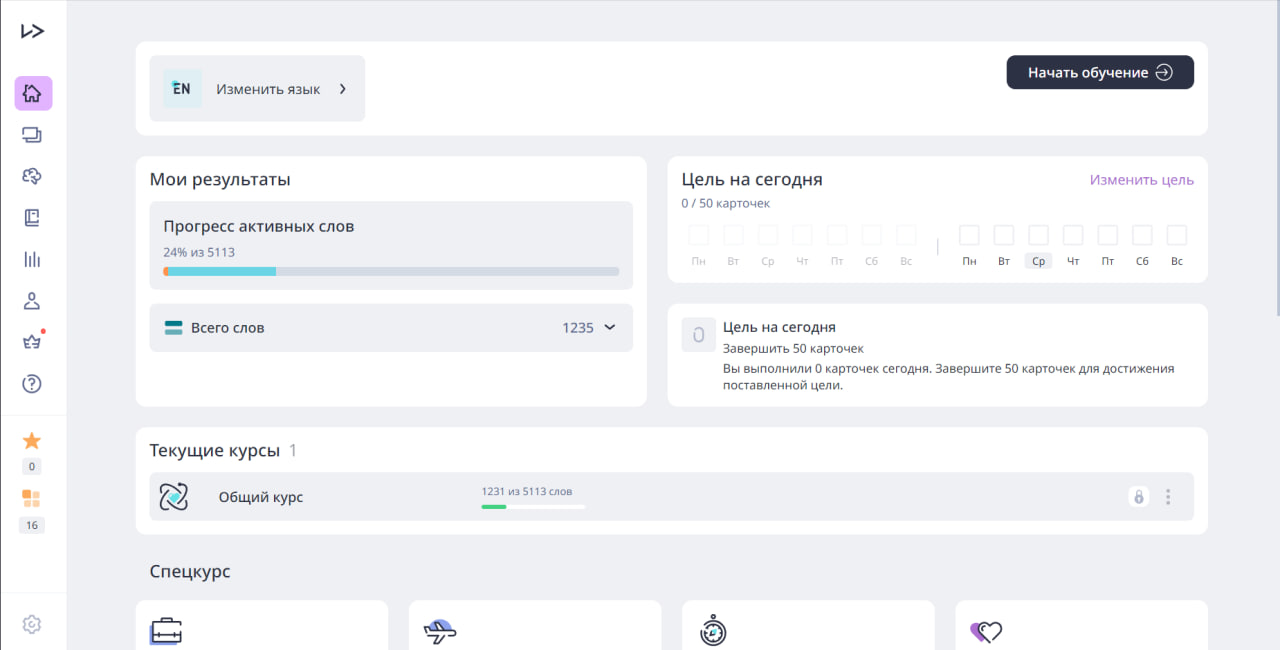 EN
Изменить язык
Начать обучение
Мои результаты
Прогресс активных слов
24% из 5113
Всего слов
1235
Цель на сегодня
Изменить цель
0 / 50 карточек
Пн Вт Ср Чт Пт Сб Вс Пн Вт Ср Чт Пт Сб Вс
0
Цель на сегодня
Завершить 50 карточек
Вы выполнили 0 карточек сегодня. Завершите 50 карточек для достижения
поставленной цели.
Текущие курсы 1
Общий курс
1231 из 5113 слов
0
16
Спецкурс